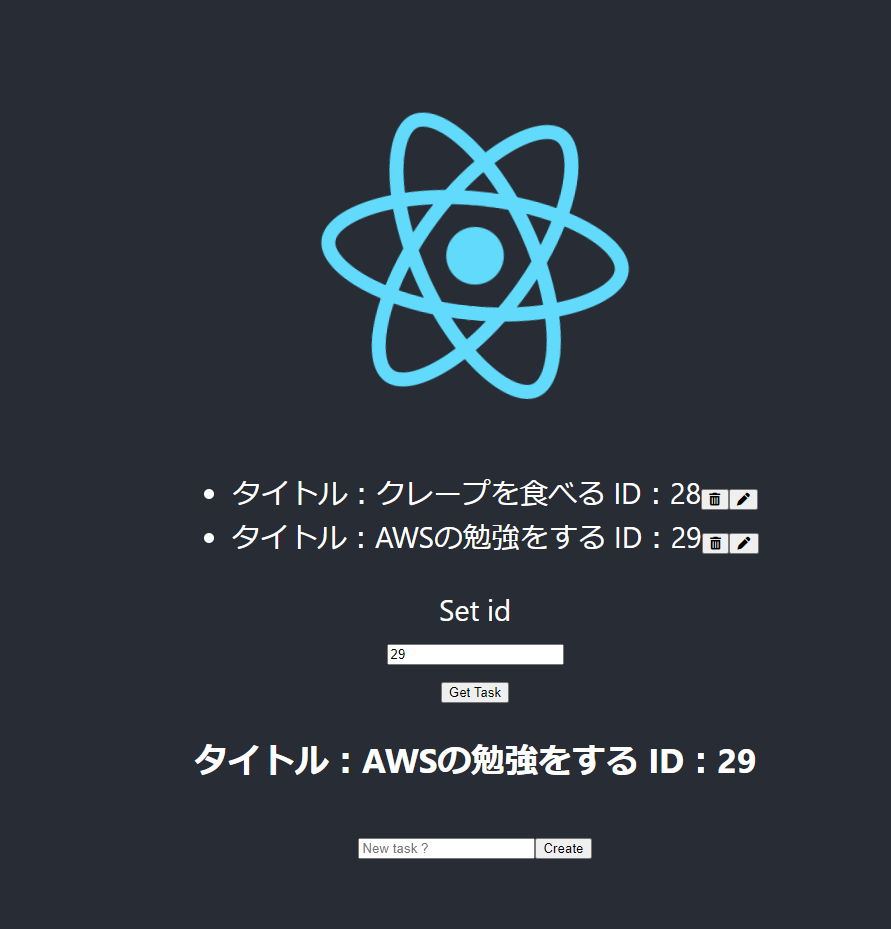 タイトル：クレープを食べる ID：28
タイトル：AWSの勉強をする ID：29
Set id
29
Get Task
タイトル：AWSの勉強をする ID：29
New task ? Create